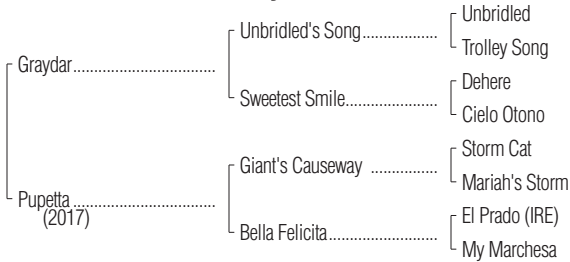 Unbridled
Unbridled's Song..................
Trolley Song
Graydar.................................
Dehere
Sweetest Smile......................
Cielo Otono
Storm Cat
Giant's Causeway ................
Mariah's Storm
Pupetta.................................
(2017)
El Prado (IRE)
Bella Felicita..........................
My Marchesa